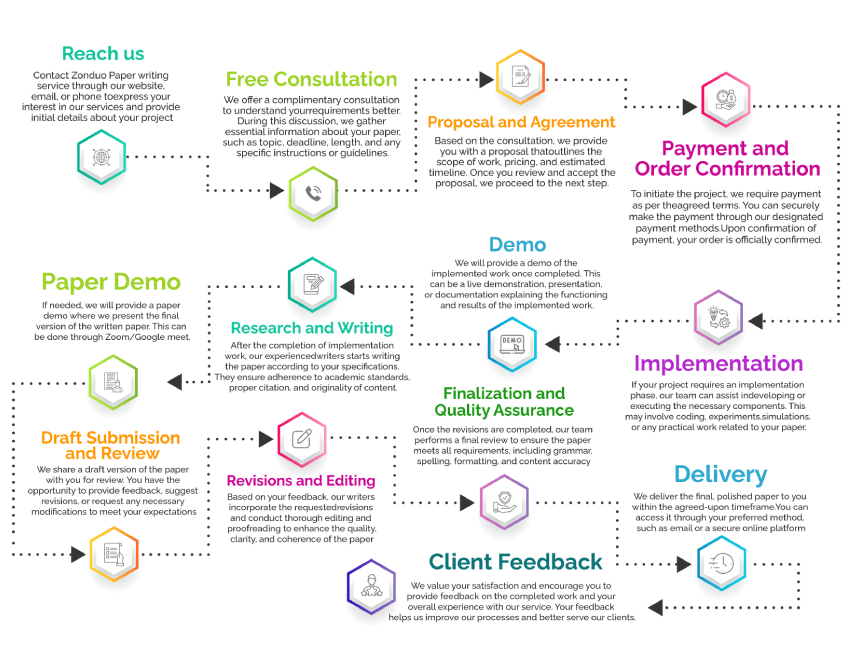 Reach us
Contact Zonduo Paper writing
service through our website,
email, or phone toexpress your
interest in our services and provide
initial details about your project
Free Consultation
We offer a complimentary consultation
to understand yourrequirements better.
During this discussion, we gather
essential information about your paper,
such as topic, deadline, length, and any
specific instructions or guidelines.
Proposal and Agreement
Based on the consultation, we provide
you with a proposal thatoutlines the
scope of work, pricing, and estimated
timeline. Once you review and accept the
proposal, we proceed to the next step.
Payment and
Order Confirmation
To initiate the project, we require payment
as per theagreed terms. You can securely
make the payment through our designated
payment methods.Upon confirmation of
payment, your order is officially confirmed.
Implementation
If your project requires an implementation
phase, our team can assist indeveloping or
executing the necessary components. This
may involve coding, experiments,simulations,
or any practical work related to your paper.
Demo
We will provide a demo of the
implemented work once completed. This
can be a live demonstration, presentation,
or documentation explaining the functioning
and results of the implemented work.
DEMO
Research and Writing
After the completion of implementation
work, our experiencedwriters starts writing
the paper according to your specifications.
They ensure adherence to academic standards,
proper citation, and originality of content.
Paper Demo
If needed, we will provide a paper
demo where we present the final
version of the written paper. This can
be done through Zoom/Google meet.
Draft Submission
and Review
We share a draft version of the paper
with you for review. You have the
opportunity to provide feedback, suggest
revisions, or request any necessary
modifications to meet your expectations
Revisions and Editing
Based on your feedback, our writers
incorporate the requestedrevisions
and conduct thorough editing and
proofreading to enhance the quality,
clarity, and coherence of the paper
Finalization and
Quality Assurance
Once the revisions are completed, our team
performs a final review to ensure the paper
meets all requirements, including grammar,
spelling, formatting, and content accuracy
Delivery
We deliver the final, polished paper to you
within the agreed-upon timeframe.You can
access it through your preferred method,
such as email or a secure online platform
Client Feedback
We value your satisfaction and encourage you to
provide feedback on the completed work and your
overall experience with our service. Your feedback
helps us improve our processes and better serve our clients.